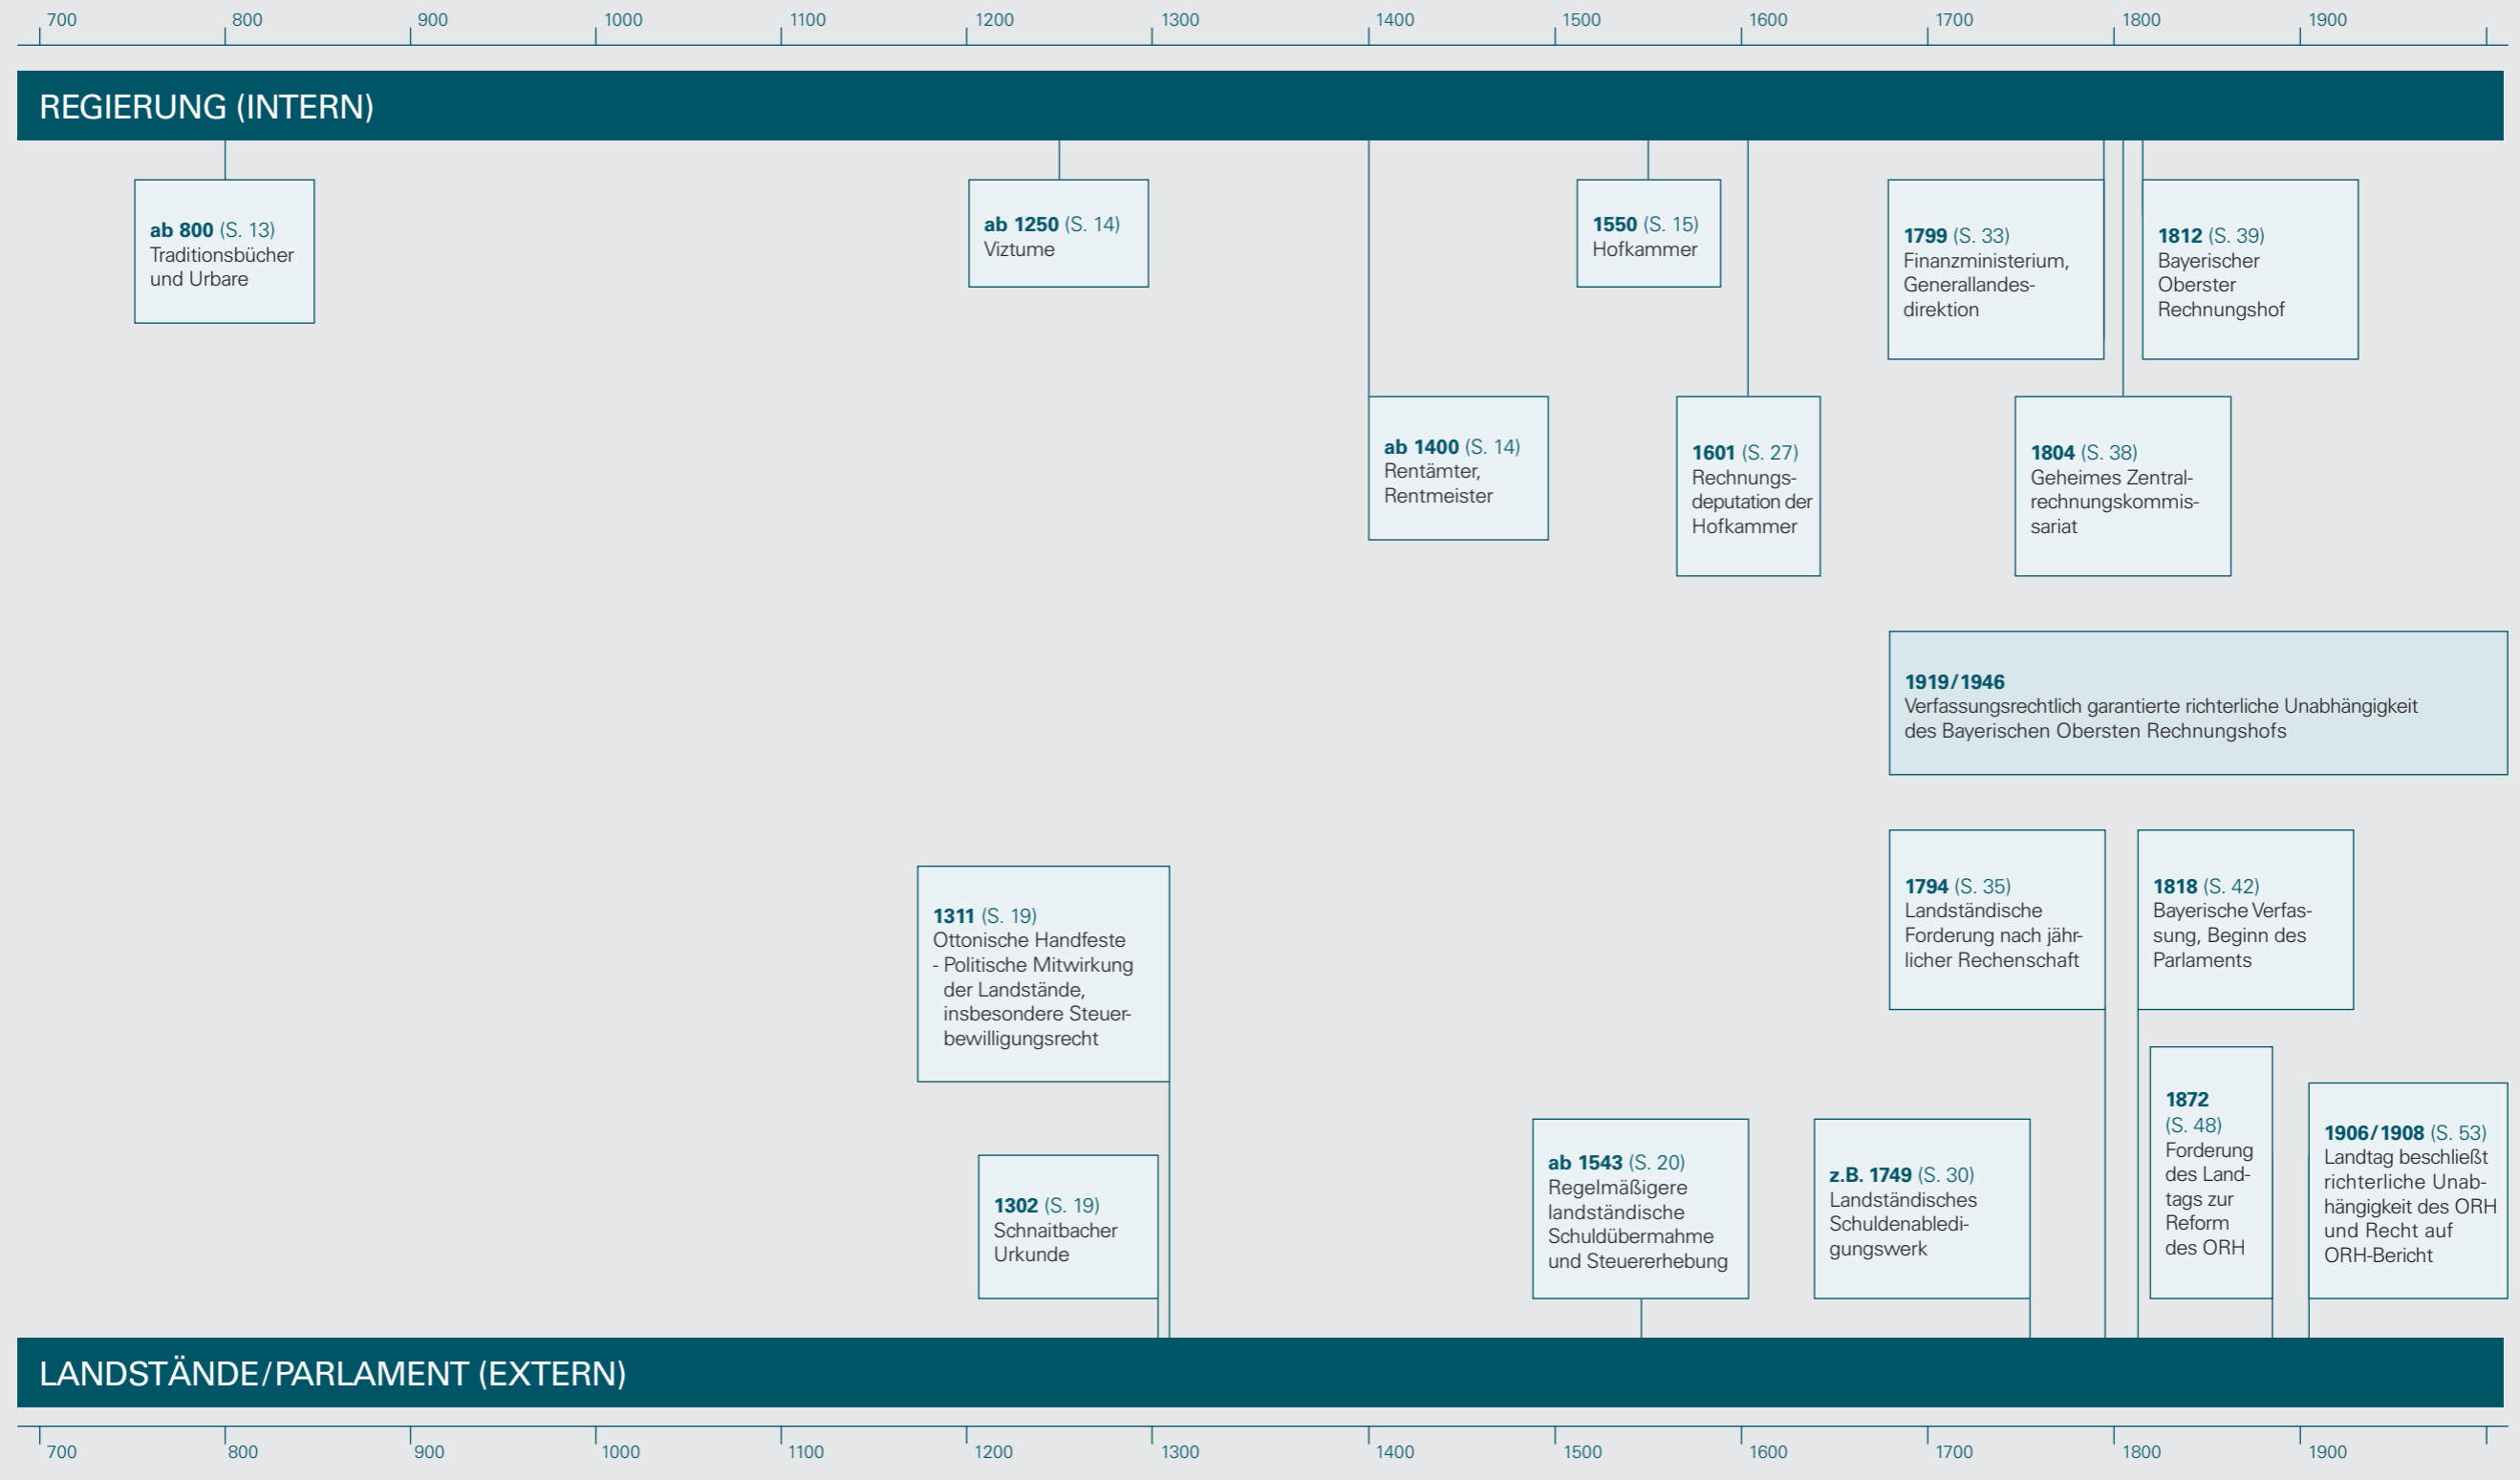 700 800 900 1000 1100 1200 1300 1400 1500 1600 1700 1800 1900
REGIERUNG (INTERN)
ab 800 (S. 13)
Traditionsbücher
und Urbare
ab 1250 (S. 14)
Viztume
1550 (S. 15)
Hofkammer
1799 (S. 33)
Finanzministerium,
Generallandes-
direktion
1812 (S. 39)
Bayerischer
Oberster
Rechnungshof
ab 1400 (S. 14)
Rentämter,
Rentmeister
1601 (S. 27)
Rechnungs-
deputation der
Hofkammer
1804 (S. 38)
Geheimes Zentral-
rechnungskommis-
sariat
1919/1946
Verfassungsrechtlich garantierte richterliche Unabhängigkeit
des Bayerischen Obersten Rechnungshofs
1311 (S. 19)
Ottonische Handfeste
- Politische Mitwirkung
der Landstände,
insbesondere Steuer-
bewilligungsrecht
1794 (S. 35)
Landständische
Forderung nach jähr-
licher Rechenschaft
1818 (S. 42)
Bayerische Verfas-
sung, Beginn des
Parlaments
1302 (S. 19)
Schnaitbacher
Urkunde
ab 1543 (S. 20)
Regelmäßigere
landständische
Schuldübermahme
und Steuererhebung
z.B. 1749 (S. 30)
Landständisches
Schuldenabledi-
gungswerk
1872
(S. 48)
Forderung
des Land-
tags zur
Reform
des ORH
1906/1908 (S. 53)
Landtag beschließt
richterliche Unab-
hängigkeit des ORH
und Recht auf
ORH-Bericht
LANDSTÄNDE/PARLAMENT (EXTERN)
700 800 900 1000 1100 1200 1300 1400 1500 1600 1700 1800 1900